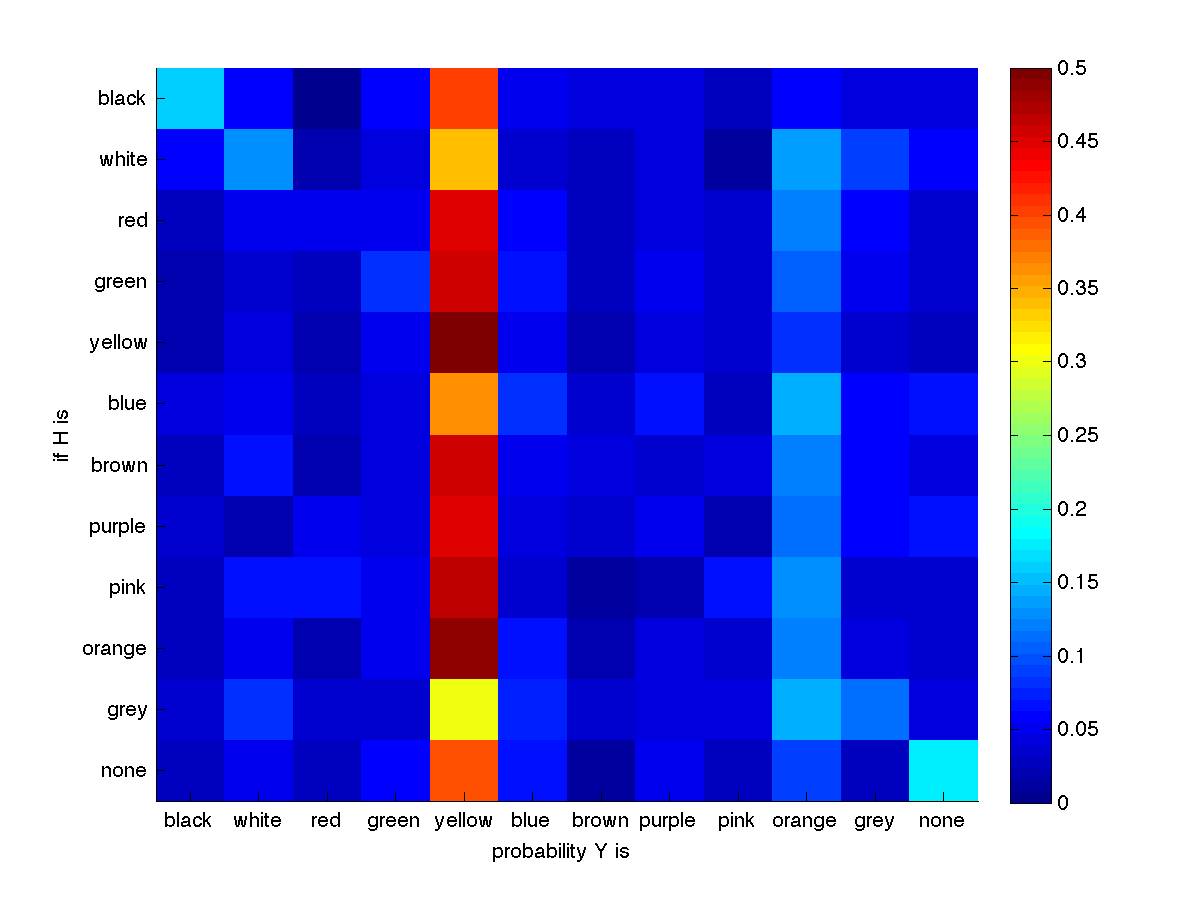 black
white
red
green
yellow
blue
brown
purple
pink
orange
grey
none
if H is
black white red green yellow blue brown purple pink orange grey none
probability Y is
0.5
0.45
0.4
0.35
0.3
0.25
0.2
0.15
0.1
0.05
0